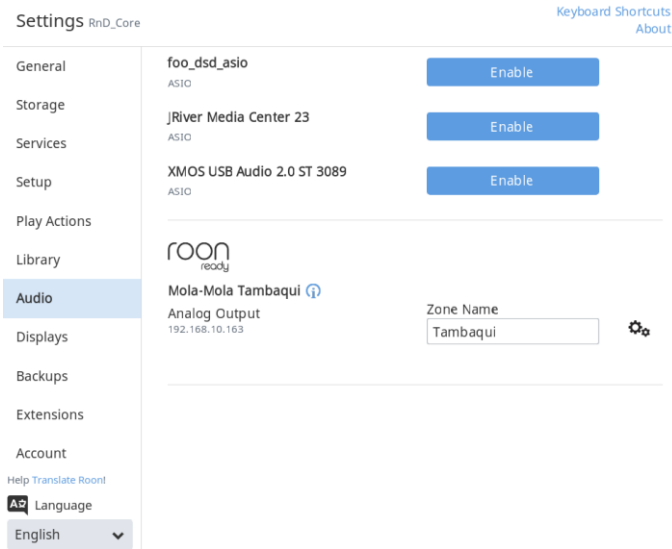 Settings RnD_Core
Keyboard Shortcuts
About
General
Storage
Services
Setup
Play Actions
Library
Audio
Displays
Backups
Extensions
Account
Help Translate Roon!
A Language
English
foo_dsd_asio
ASIO
Enable
JRiver Media Center 23
ASIO
Enable
XMOS USB Audio 2.0 ST 3089
ASIO
Enable
roon
ready
Mola-Mola Tambaqui
Analog Output
192.168.10.163
Zone Name
Tambaqui